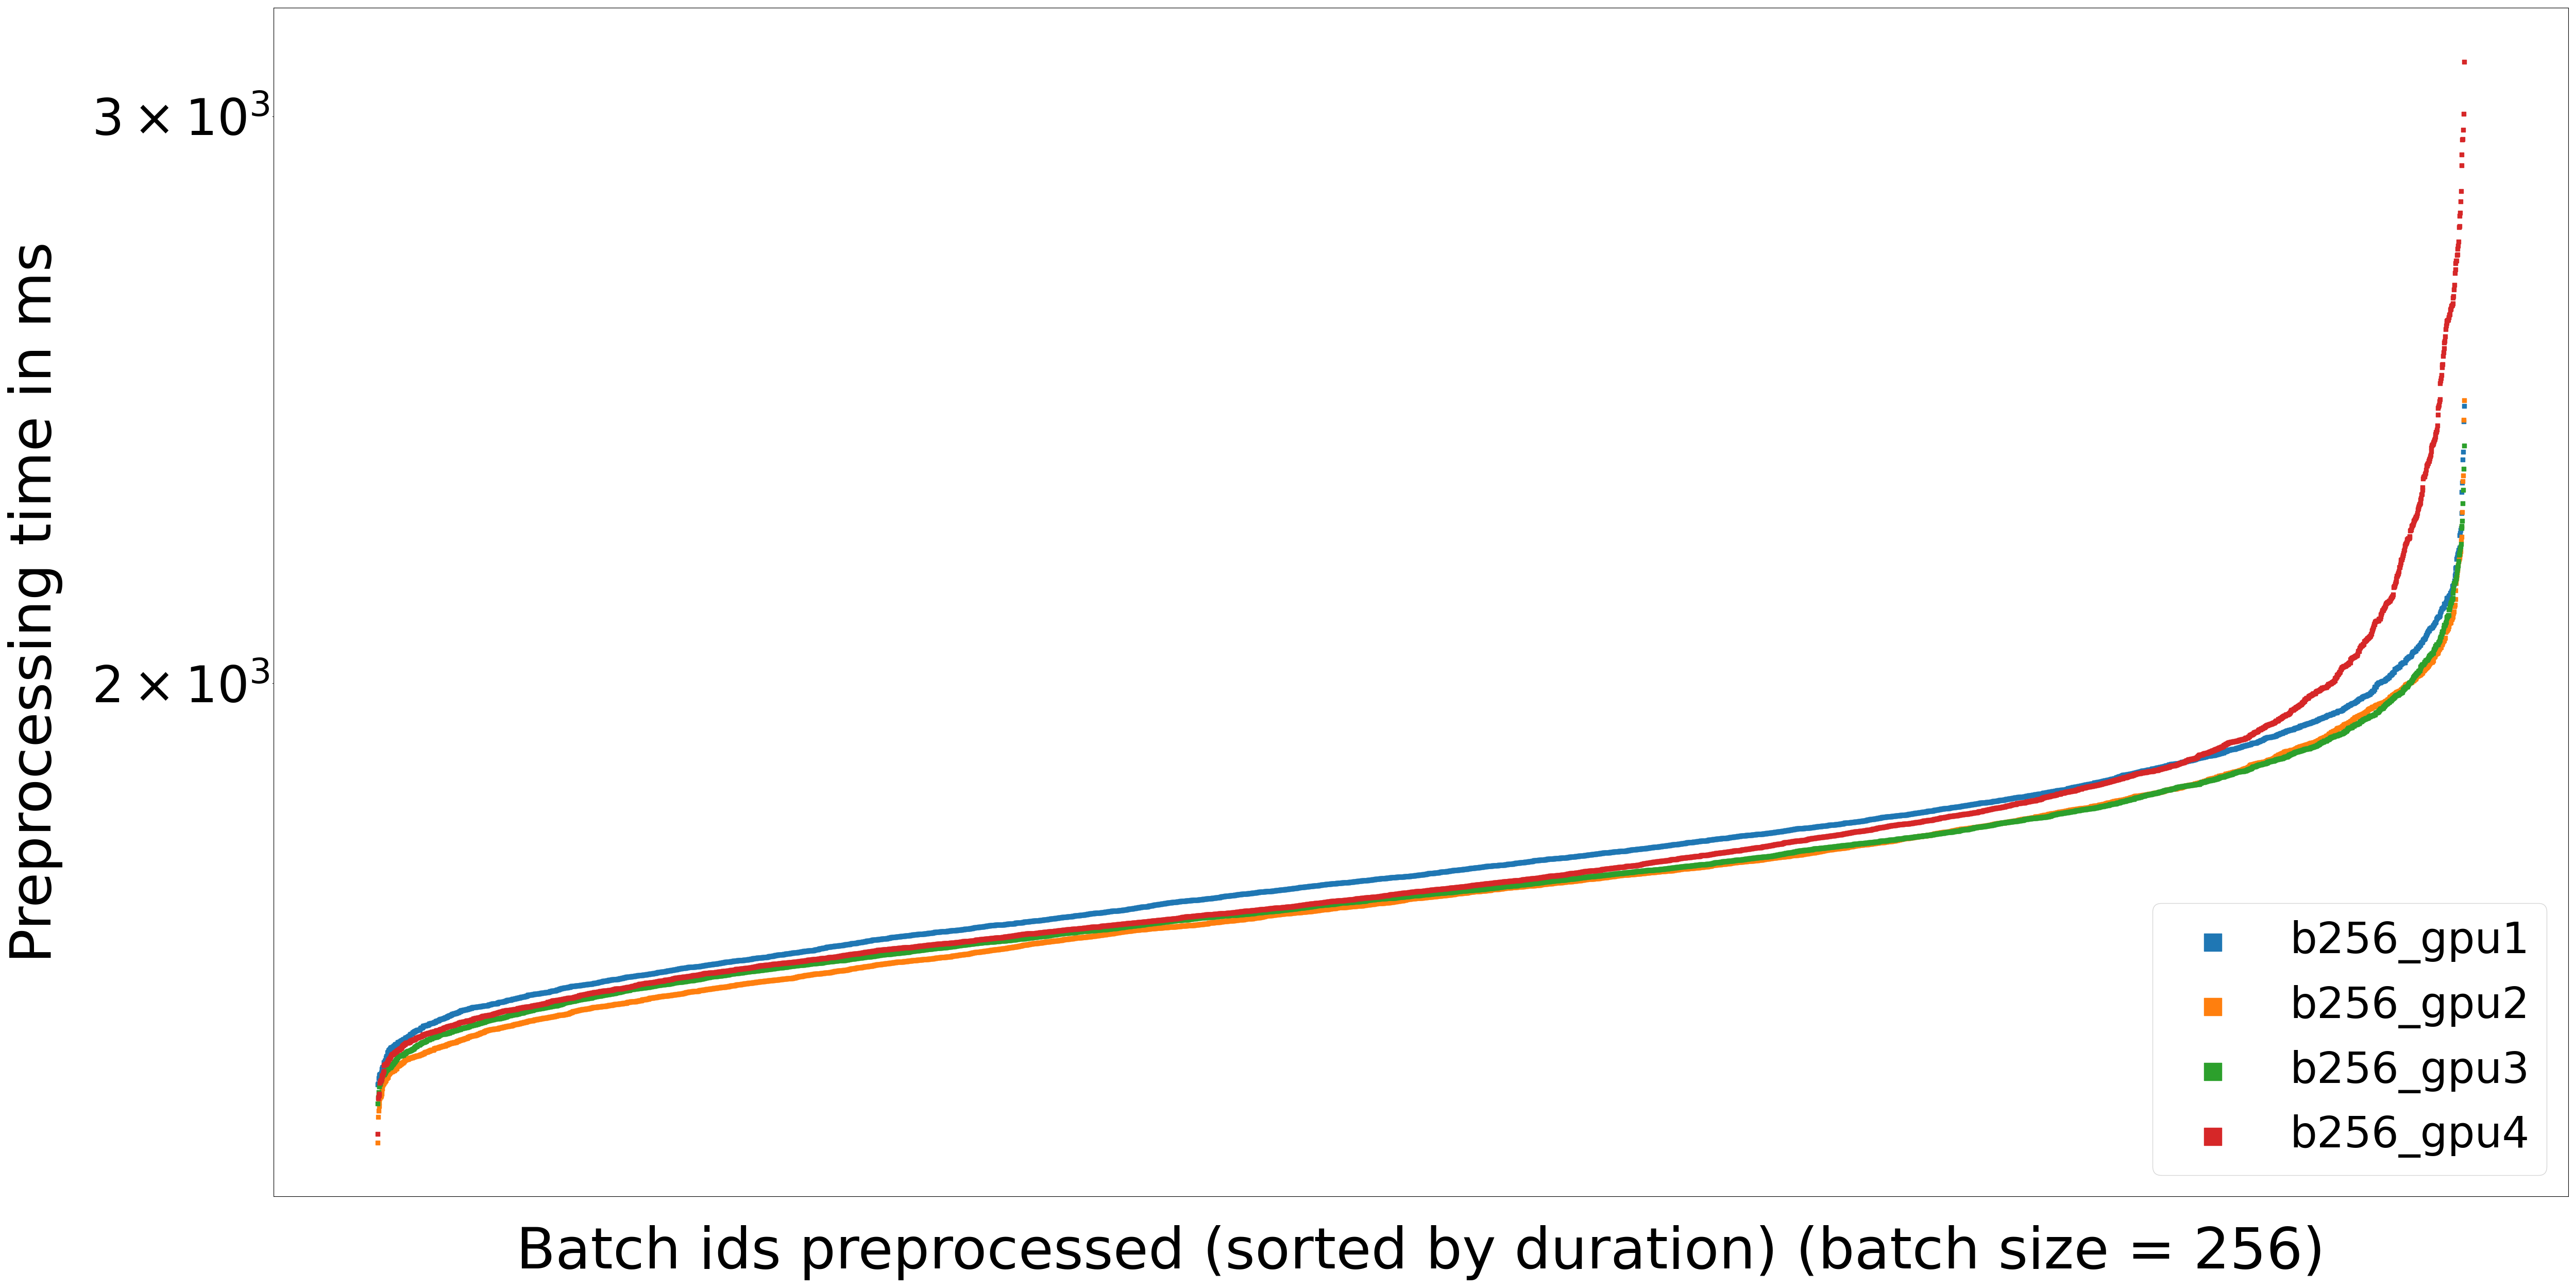 Preprocessing time in ms
3 × 10³
2 × 10³
b256_gpu1
b256_gpu2
b256_gpu3
b256_gpu4
Batch ids preprocessed (sorted by duration) (batch size = 256)